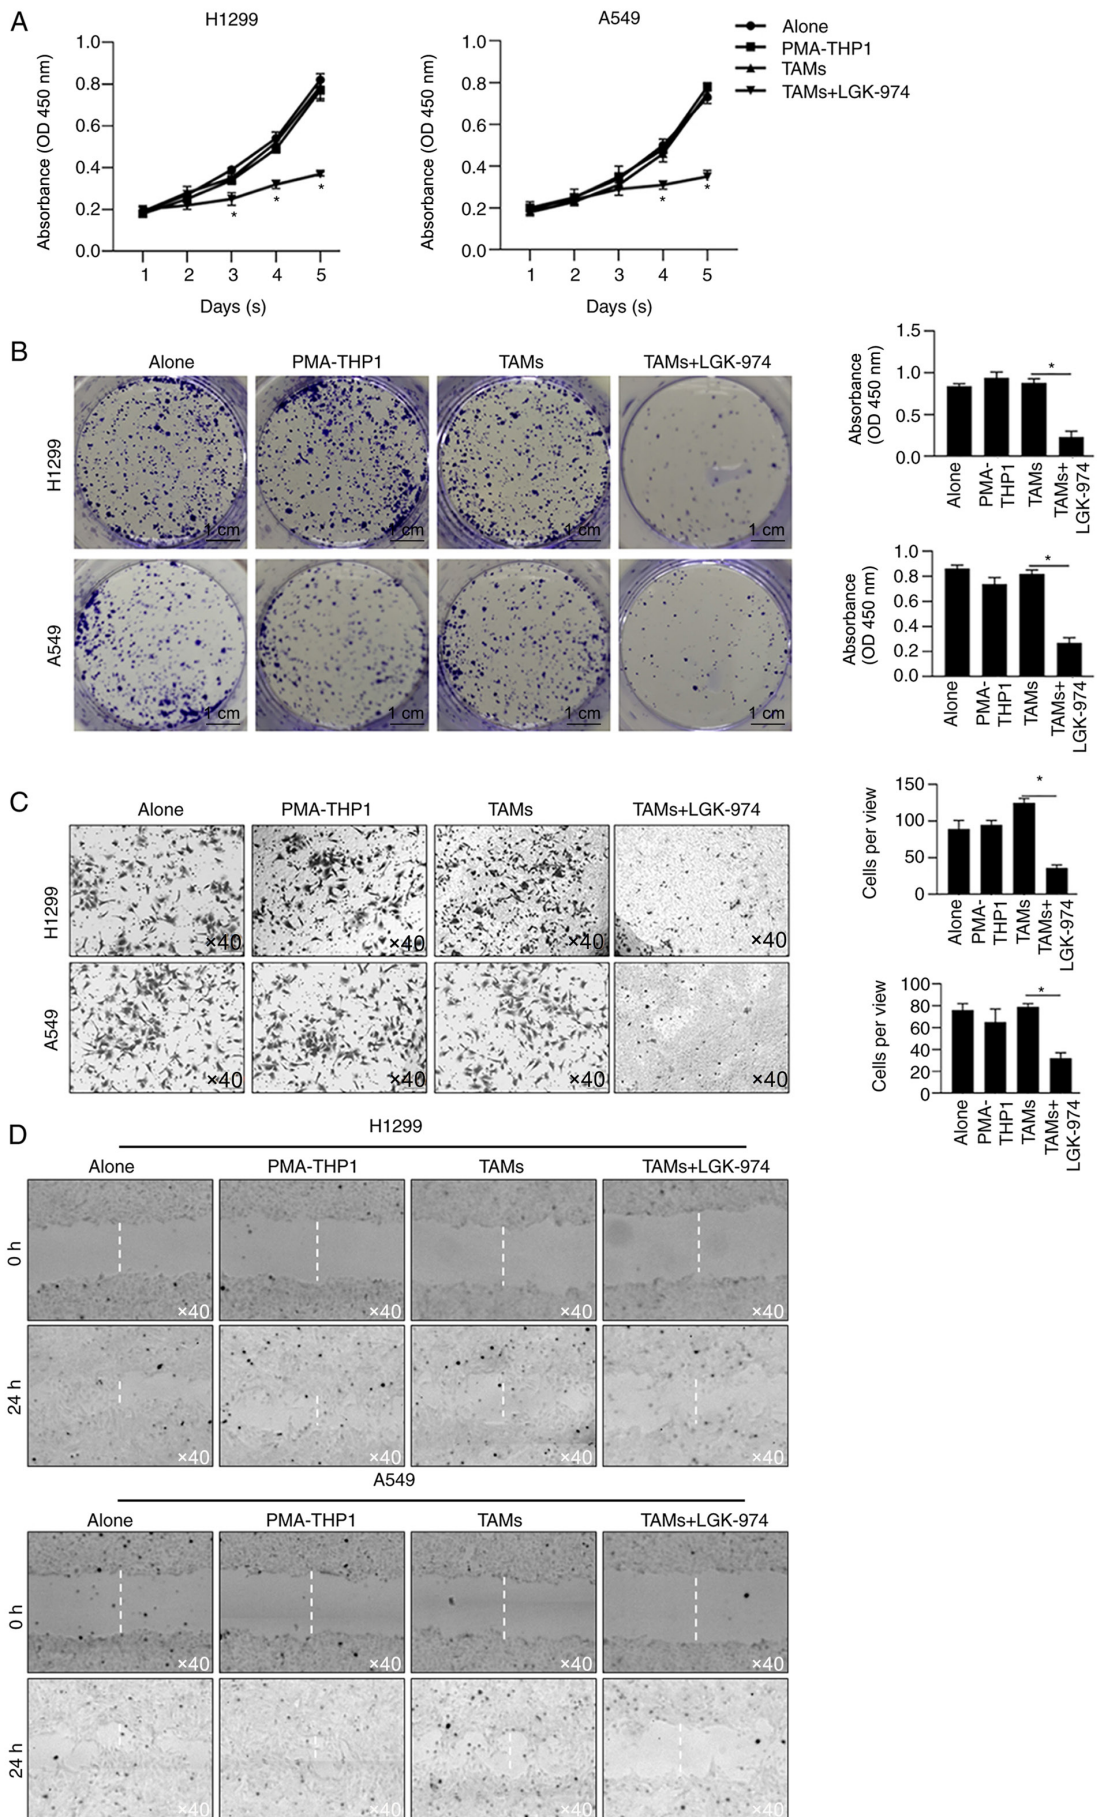 A
H1299
A549
Alone
PMA-THP1
TAMs
TAMs+LGK-974
Absorbance (OD 450 nm)
1.0
0.8
0.6
0.4
0.2
0.0
*
*
*
1 2 3 4 5
Days (s)
Absorbance (OD 450 nm)
1.0
0.8
0.6
0.4
0.2
0.0
*
*
1 2 3 4 5
Days (s)
B
Alone PMA-THP1 TAMs TAMs+LGK-974
H1299
1 cm 1 cm 1 cm 1 cm
A549
1 cm 1 cm 1 cm 1 cm
Absorbance
(OD 450 nm)
1.5
1.0
0.5
0.0
*
Alone
PMA-
THP1
TAMs
TAMs+
LGK-974
Absorbance
(OD 450 nm)
1.0
0.8
0.6
0.4
0.2
0.0
*
Alone
PMA-
THP1
TAMs
TAMs+
LGK-974
C
Alone PMA-THP1 TAMs TAMs+LGK-974
H1299
×40 ×40 ×40 ×40
A549
×40 ×40 ×40 ×40
Cells per view
150
100
50
0
*
Alone
PMA-
THP1
TAMs
TAMs+
LGK-974
Cells per view
100
80
60
40
20
0
*
Alone
PMA-
THP1
TAMs
TAMs+
LGK-974
D
H1299
Alone PMA-THP1 TAMs TAMs+LGK-974
0 h
×40 ×40 ×40 ×40
24 h
×40 ×40 ×40 ×40
A549
Alone PMA-THP1 TAMs TAMs+LGK-974
0 h
×40 ×40 ×40 ×40
24 h
×40 ×40 ×40 ×40